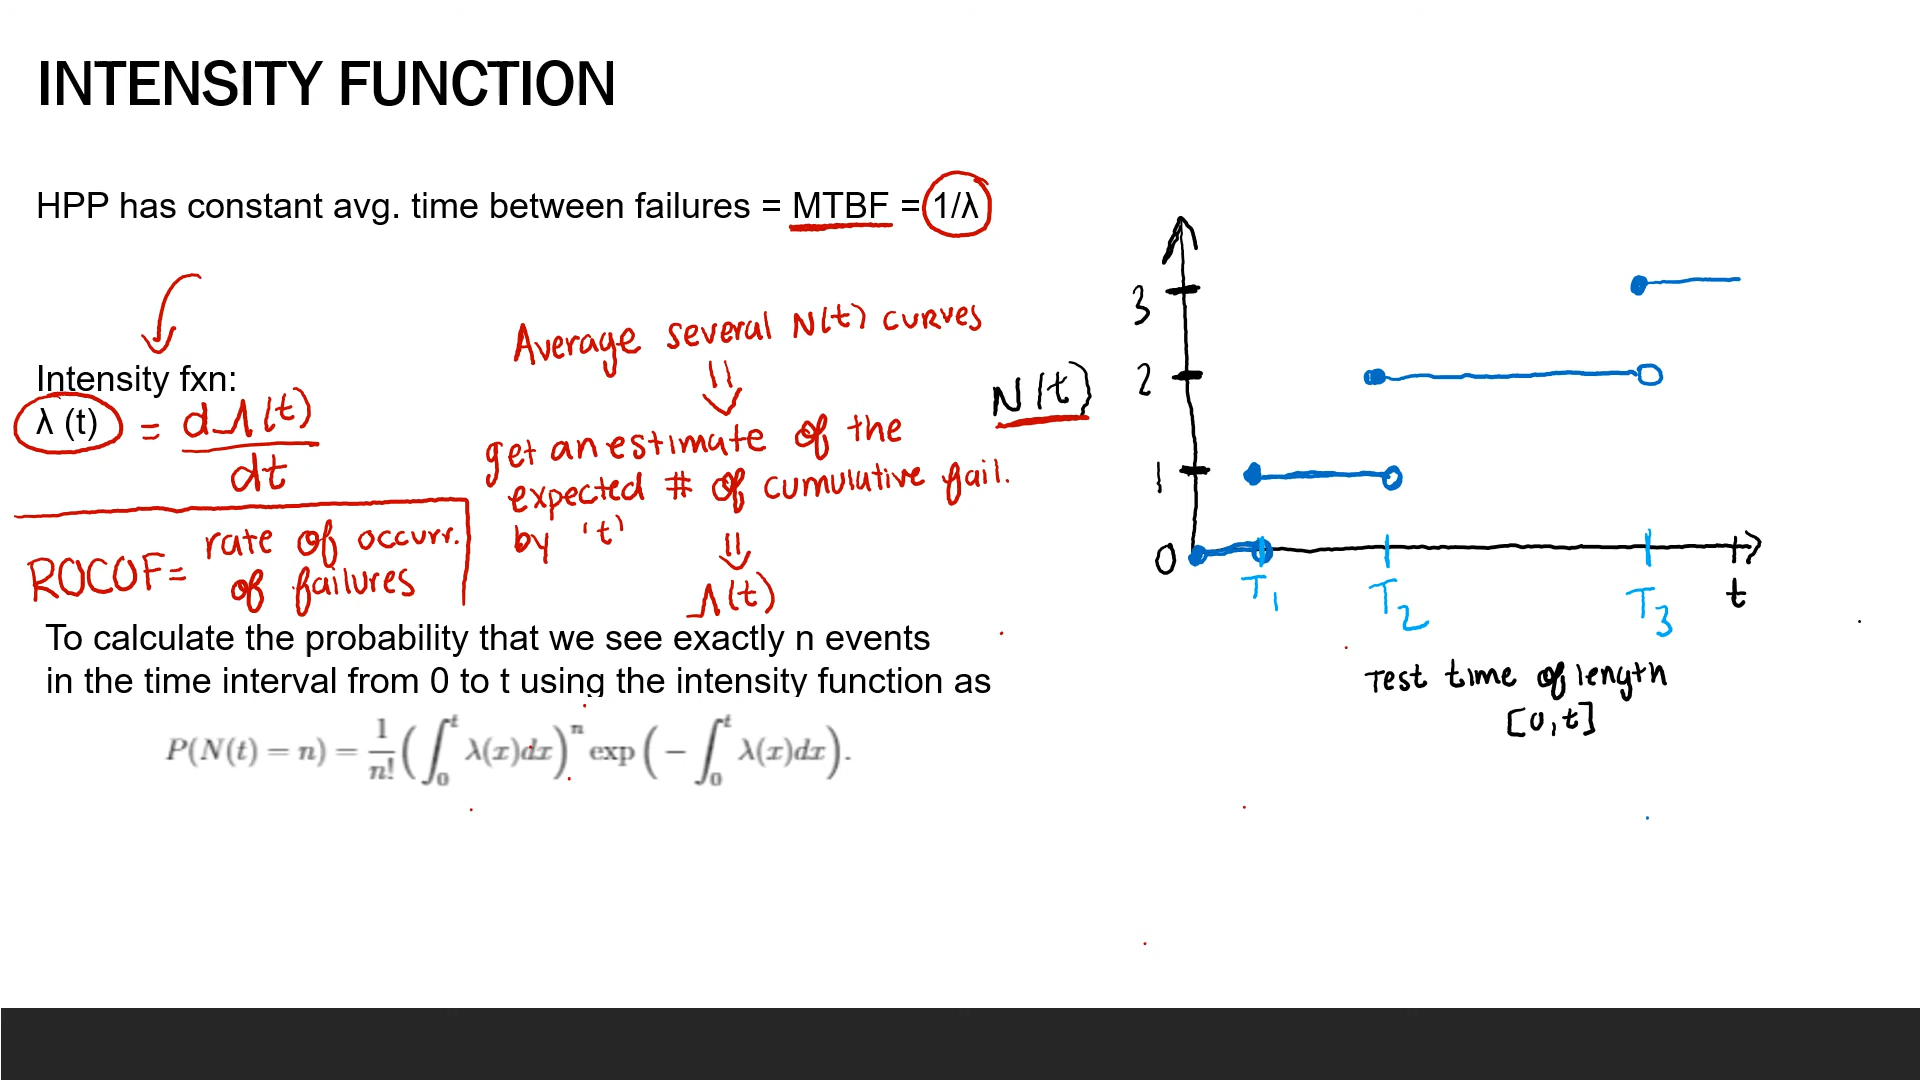 INTENSITY FUNCTION
HPP has constant avg. time between failures = MTBF = 1/λ
Intensity fxn:
λ (t) = dΛ(t)
dt
ROCOF = rate of occurr.
of failures
Average several N(t) curves
⇓
get an estimate of the
expected # of cumulative fail.
by 't'
⇓
Λ(t)
To calculate the probability that we see exactly n events
in the time interval from 0 to t using the intensity function as
P(N(t) = n) = 1/n! (∫₀ᵗ λ(x)dx)ⁿ exp (− ∫₀ᵗ λ(x)dx).
N(t)
3
2
1
0
T₁ T₂ T₃ t
Test time of length
[0,t]